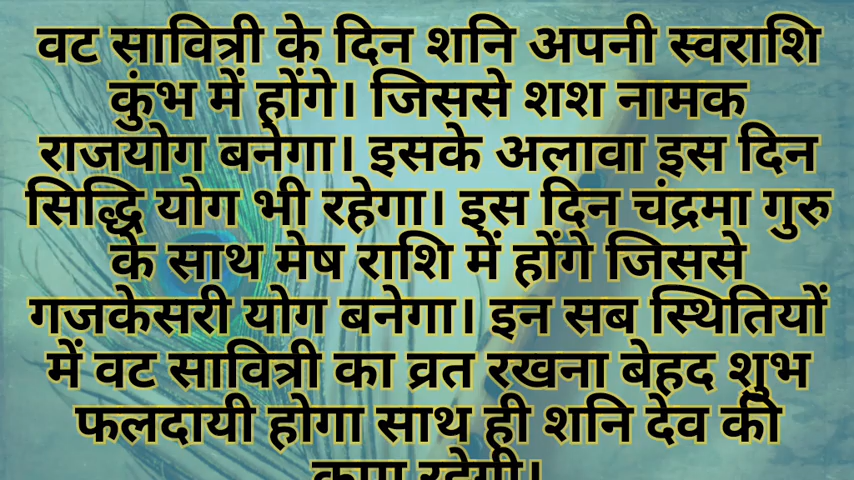 वट सावित्री के दिन शनि अपनी स्वराशि
कुंभ में होंगे। जिससे शश नामक
राजयोग बनेगा। इसके अलावा इस दिन
सिद्धि योग भी रहेगा। इस दिन चंद्रमा गुरु
के साथ मेष राशि में होंगे जिससे
गजकेसरी योग बनेगा। इन सब स्थितियों
में वट सावित्री का व्रत रखना बेहद शुभ
फलदायी होगा साथ ही शनि देव की
रहेगी।